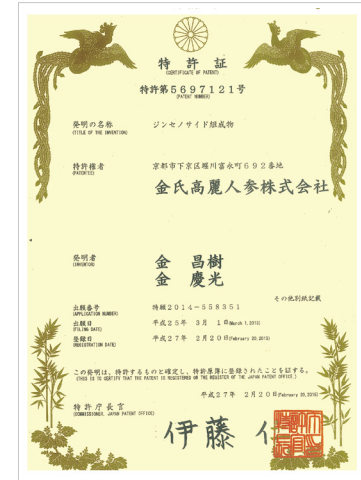 特許証
(CERTIFICATE OF PATENT)
特許第5697121号
(PATENT NUMBER)
発明の名称
(TITLE OF THE INVENTION)
ジンセノサイド組成物
特許権者
(PATENTEE)
京都市下京区堀川富永町692番地
金氏高麗人参株式会社
発明者
(INVENTOR)
金 昌樹
金 慶光
その他別紙記載
出願番号
(APPLICATION NUMBER)
特願2014-558351
出願日
(FILING DATE)
平成25年 3月 1日(March 1,2013)
登録日
(REGISTRATION DATE)
平成27年 2月20日(February 20,2015)
この発明は、特許するものと確定し、特許原簿に登録されたことを証する。
(THIS IS TO CERTIFY THAT THE PATENT IS REGISTERED ON THE REGISTER OF THE JAPAN PATENT OFFICE.)
平成27年 2月20日(February 20,2015)
特許庁長官
(COMMISSIONER, JAPAN PATENT OFFICE)
伊藤